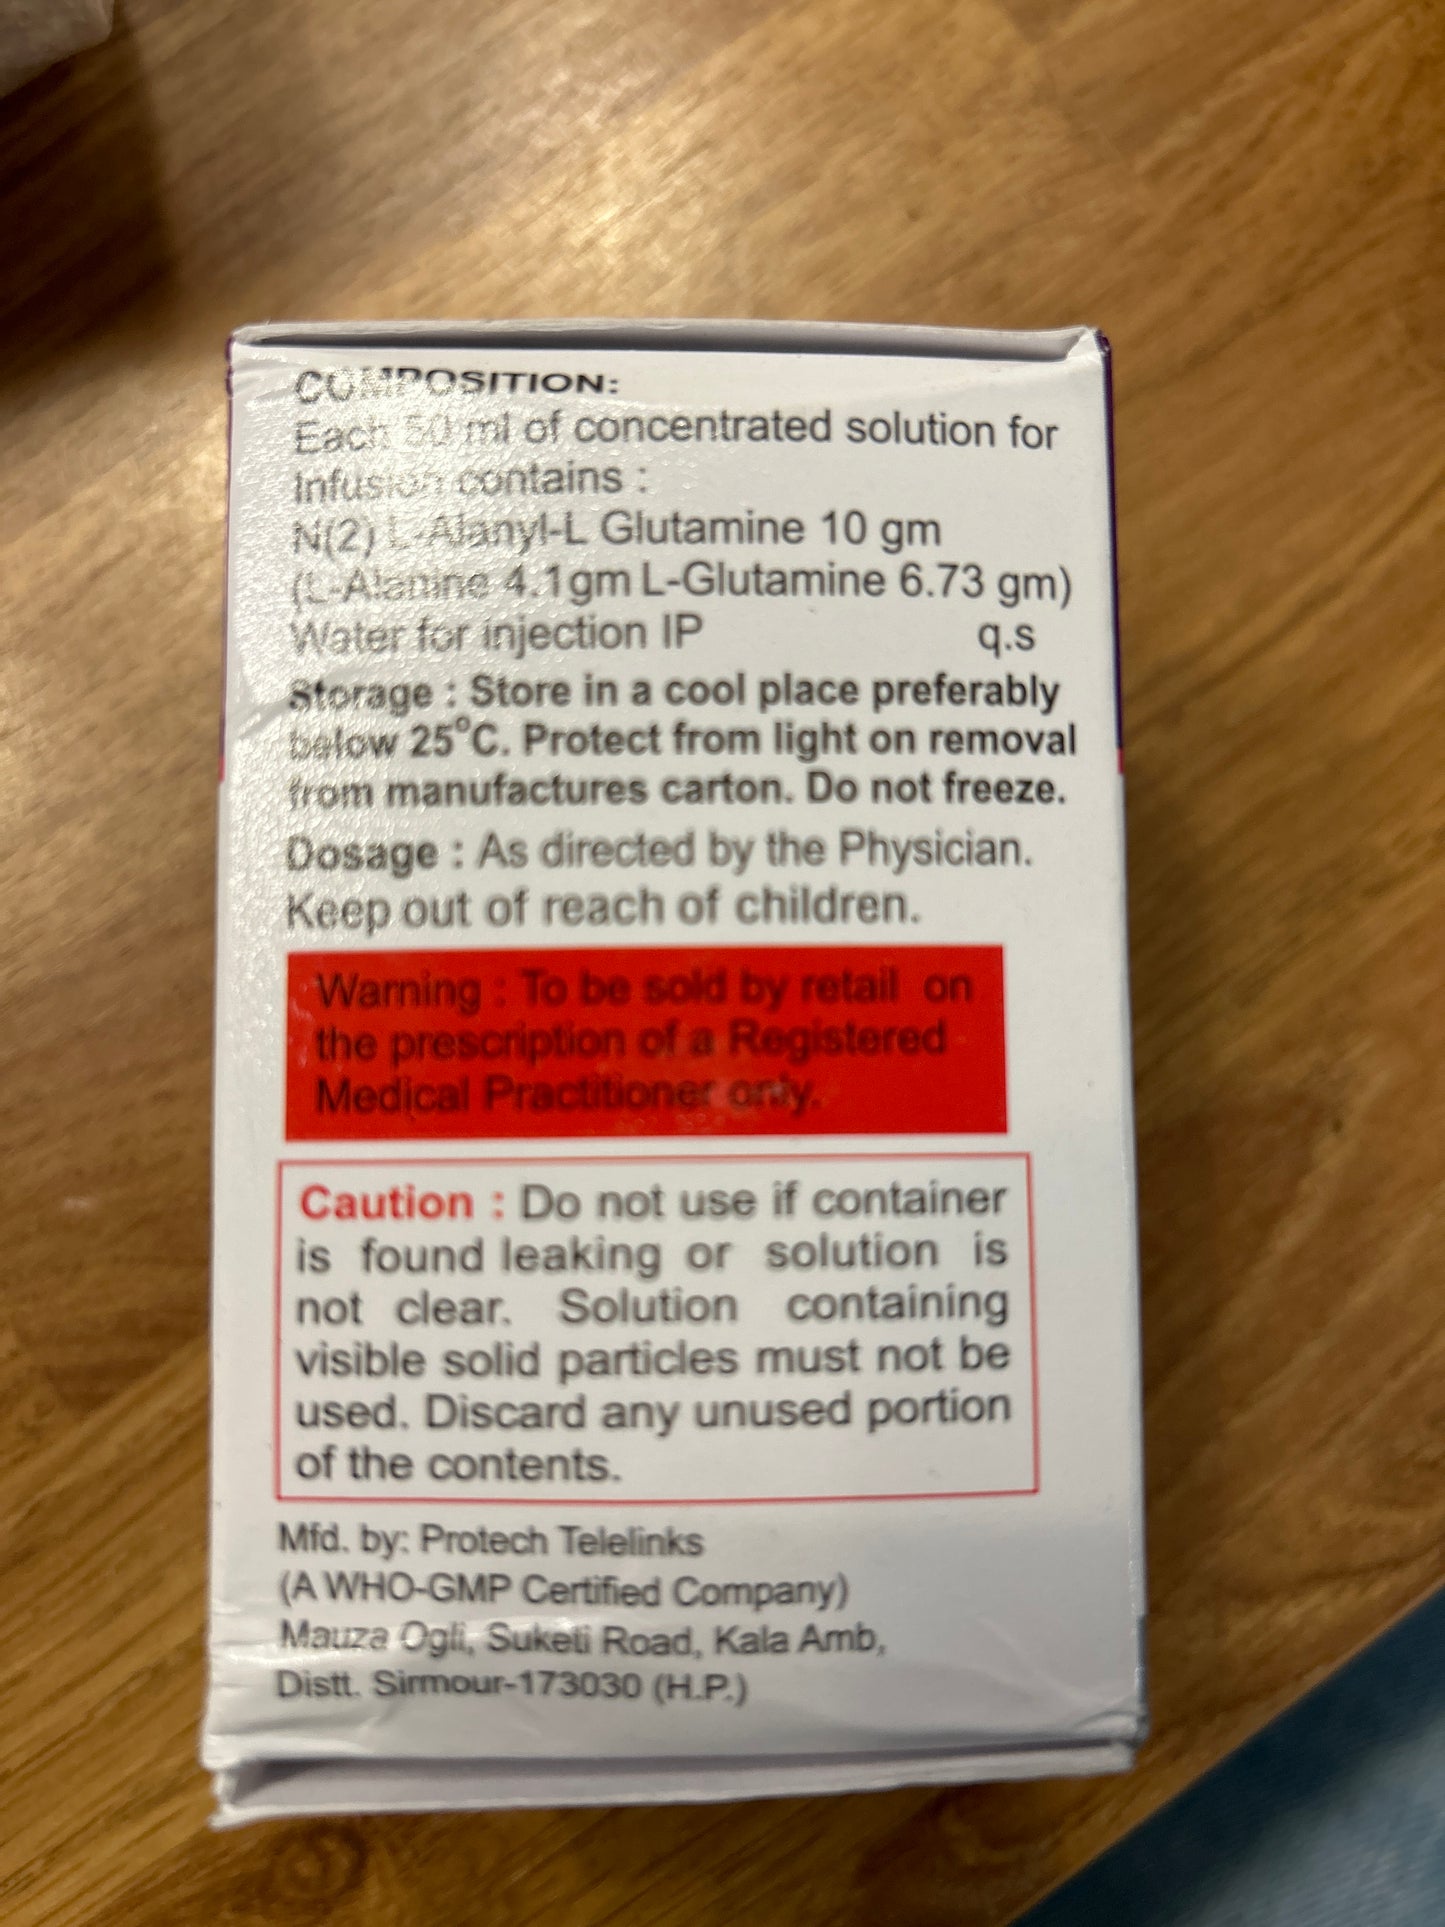 COMPOSITION:
Each 50 ml of concentrated solution for
Infusion contains :
N(2) L-Alanyl-L Glutamine 10 gm
(L-Alanine 4.1gm L-Glutamine 6.73 gm)
Water for injection IP q.s
Storage : Store in a cool place preferably
below 25°C. Protect from light on removal
from manufactures carton. Do not freeze.
Dosage : As directed by the Physician.
Keep out of reach of children.
Warning : To be sold by retail on
the prescription of a Registered
Medical Practitioner only.
Caution : Do not use if container
is found leaking or solution is
not clear. Solution containing
visible solid particles must not be
used. Discard any unused portion
of the contents.
Mfd. by: Protech Telelinks
(A WHO-GMP Certified Company)
Mauza Ogli, Suketi Road, Kala Amb,
Distt. Sirmour-173030 (H.P.)